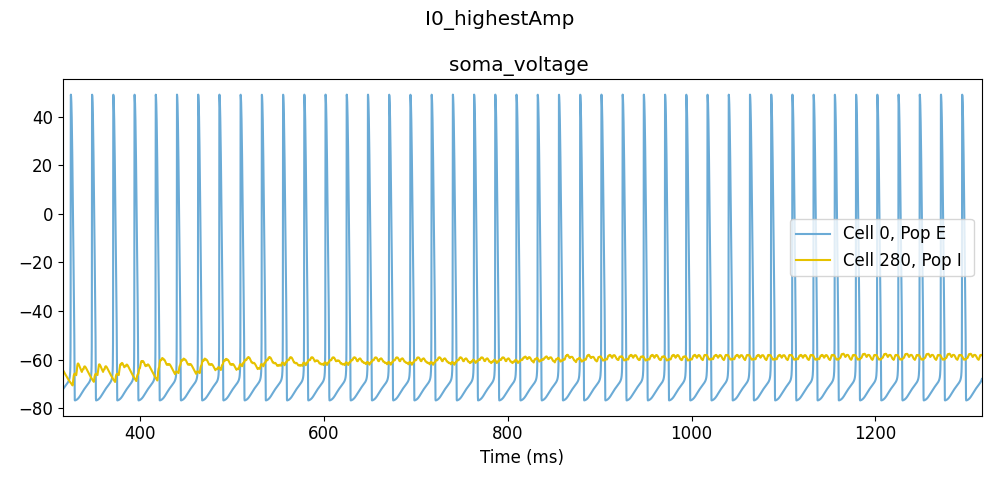 I0_highestAmp
soma_voltage
40
20
0
−20
−40
−60
−80
Cell 0, Pop E
Cell 280, Pop I
400 600 800 1000 1200
Time (ms)